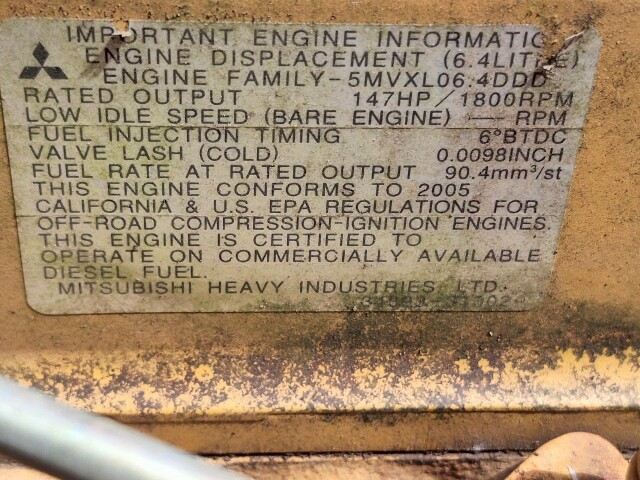 IMPORTANT ENGINE INFORMATIO
ENGINE DISPLACEMENT (6.4LITRE)
ENGINE FAMILY-5MVXL06.4DDD
RATED OUTPUT 147HP/1800RPM
LOW IDLE SPEED (BARE ENGINE) — RPM
FUEL INJECTION TIMING 6°BTDC
VALVE LASH (COLD) 0.0098INCH
FUEL RATE AT RATED OUTPUT 90.4mm³/st
THIS ENGINE CONFORMS TO 2005
CALIFORNIA & U.S. EPA REGULATIONS FOR
OFF-ROAD COMPRESSION-IGNITION ENGINES.
THIS ENGINE IS CERTIFIED TO
OPERATE ON COMMERCIALLY AVAILABLE
DIESEL FUEL.
MITSUBISHI HEAVY INDUSTRIES, LTD.